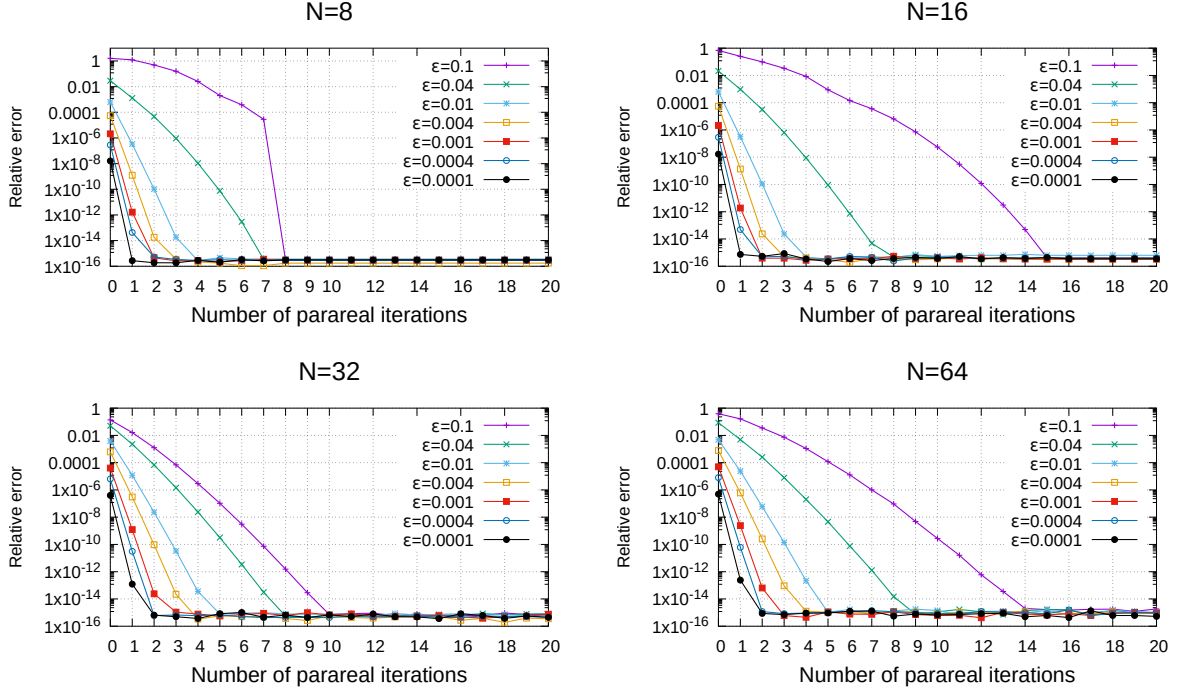 N=8
Relative error
1
0.01
0.0001
1x10-6
1x10-8
1x10-10
1x10-12
1x10-14
1x10-16
ε=0.1
ε=0.04
ε=0.01
ε=0.004
ε=0.001
ε=0.0004
ε=0.0001
0 1 2 3 4 5 6 7 8 9 10 12 14 16 18 20
Number of parareal iterations
N=16
Relative error
1
0.01
0.0001
1x10-6
1x10-8
1x10-10
1x10-12
1x10-14
1x10-16
ε=0.1
ε=0.04
ε=0.01
ε=0.004
ε=0.001
ε=0.0004
ε=0.0001
0 1 2 3 4 5 6 7 8 9 10 12 14 16 18 20
Number of parareal iterations
N=32
Relative error
1
0.01
0.0001
1x10-6
1x10-8
1x10-10
1x10-12
1x10-14
1x10-16
ε=0.1
ε=0.04
ε=0.01
ε=0.004
ε=0.001
ε=0.0004
ε=0.0001
0 1 2 3 4 5 6 7 8 9 10 12 14 16 18 20
Number of parareal iterations
N=64
Relative error
1
0.01
0.0001
1x10-6
1x10-8
1x10-10
1x10-12
1x10-14
1x10-16
ε=0.1
ε=0.04
ε=0.01
ε=0.004
ε=0.001
ε=0.0004
ε=0.0001
0 1 2 3 4 5 6 7 8 9 10 12 14 16 18 20
Number of parareal iterations